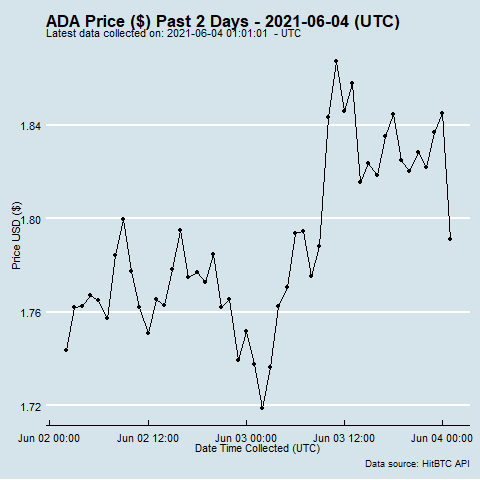 ADA Price ($) Past 2 Days - 2021-06-04 (UTC)
Latest data collected on: 2021-06-04 01:01:01 - UTC
1.84
1.80
1.76
1.72
Price USD ($)
Jun 02 00:00 Jun 02 12:00 Jun 03 00:00 Jun 03 12:00 Jun 04 00:00
Date Time Collected (UTC)
Data source: HitBTC API